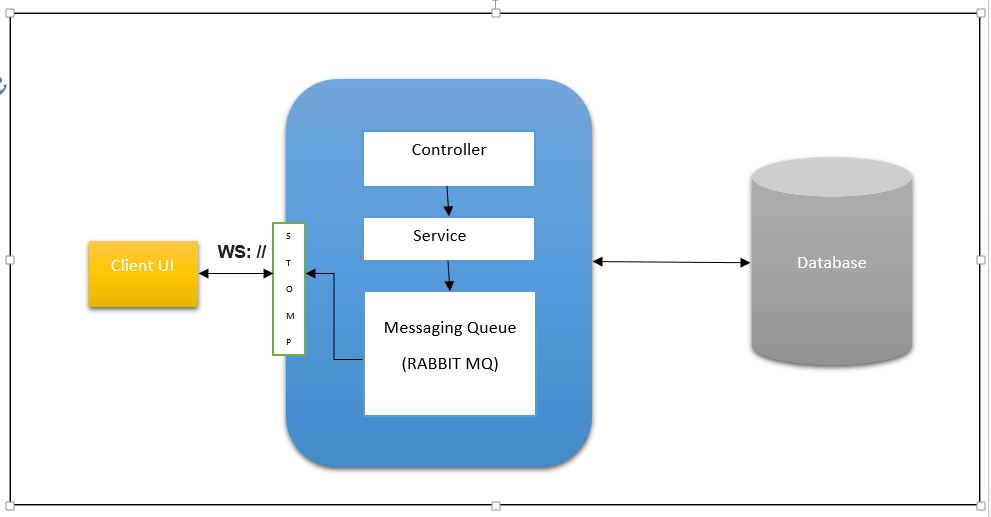 Controller
Service
Messaging Queue
(RABBIT MQ)
Client UI
WS: //
S
T
O
M
P
Database